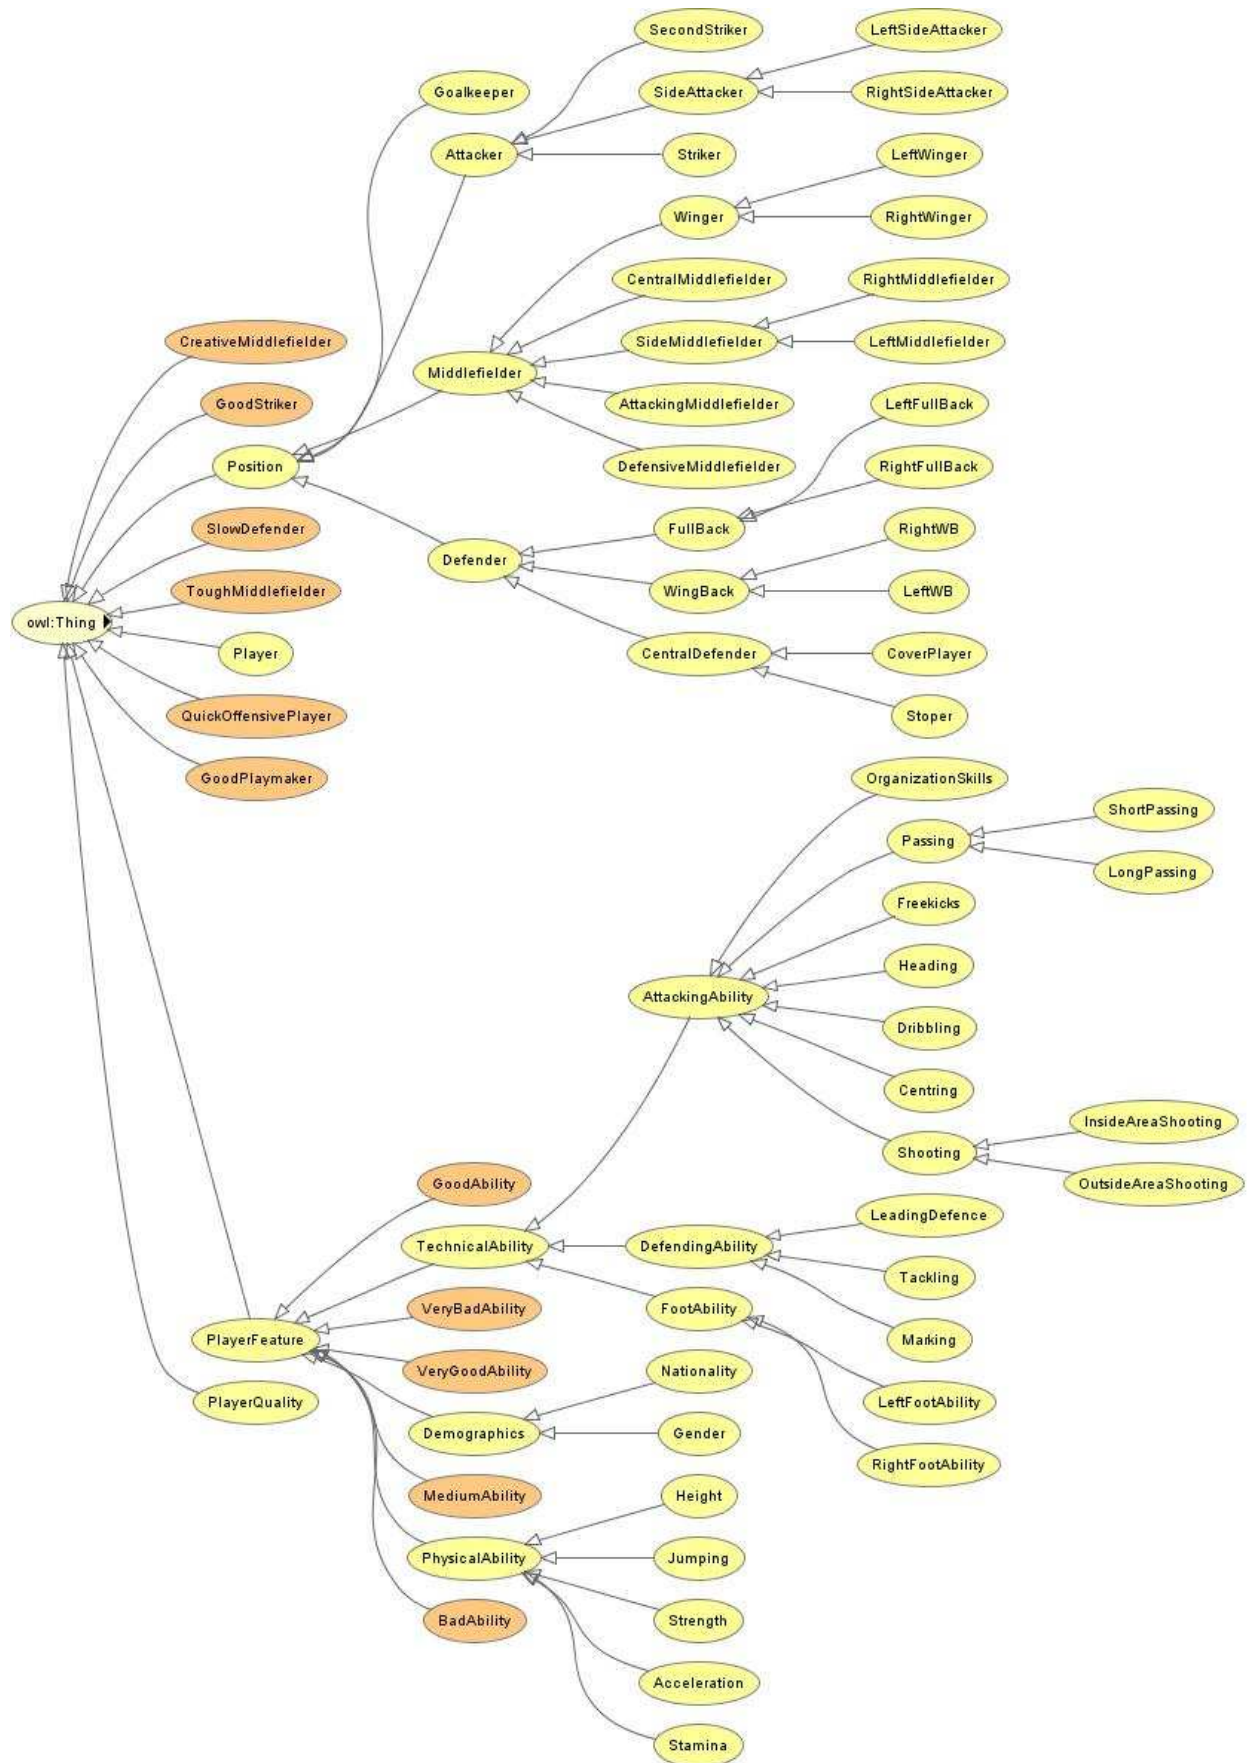 SecondStriker
LeftSideAttacker
Goalkeeper
SideAttacker
RightSideAttacker
Attacker
Striker
LeftWinger
Winger
RightWinger
CentralMiddlefielder
RightMiddlefielder
CreativeMiddlefielder
SideMiddlefielder
LeftMiddlefielder
Middlefielder
GoodStriker
AttackingMiddlefielder
LeftFullBack
Position
DefensiveMiddlefielder
RightFullBack
SlowDefender
FullBack
RightWB
Defender
ToughMiddlefielder
WingBack
LeftWB
owl:Thing
Player
CentralDefender
CoverPlayer
QuickOffensivePlayer
Stoper
GoodPlaymaker
OrganizationSkills
ShortPassing
Passing
LongPassing
Freekicks
Heading
AttackingAbility
Dribbling
Centring
InsideAreaShooting
Shooting
GoodAbility
OutsideAreaShooting
LeadingDefence
TechnicalAbility
DefendingAbility
Tackling
VeryBadAbility
FootAbility
PlayerFeature
Marking
VeryGoodAbility
Nationality
PlayerQuality
LeftFootAbility
Demographics
Gender
RightFootAbility
MediumAbility
Height
PhysicalAbility
Jumping
BadAbility
Strength
Acceleration
Stamina